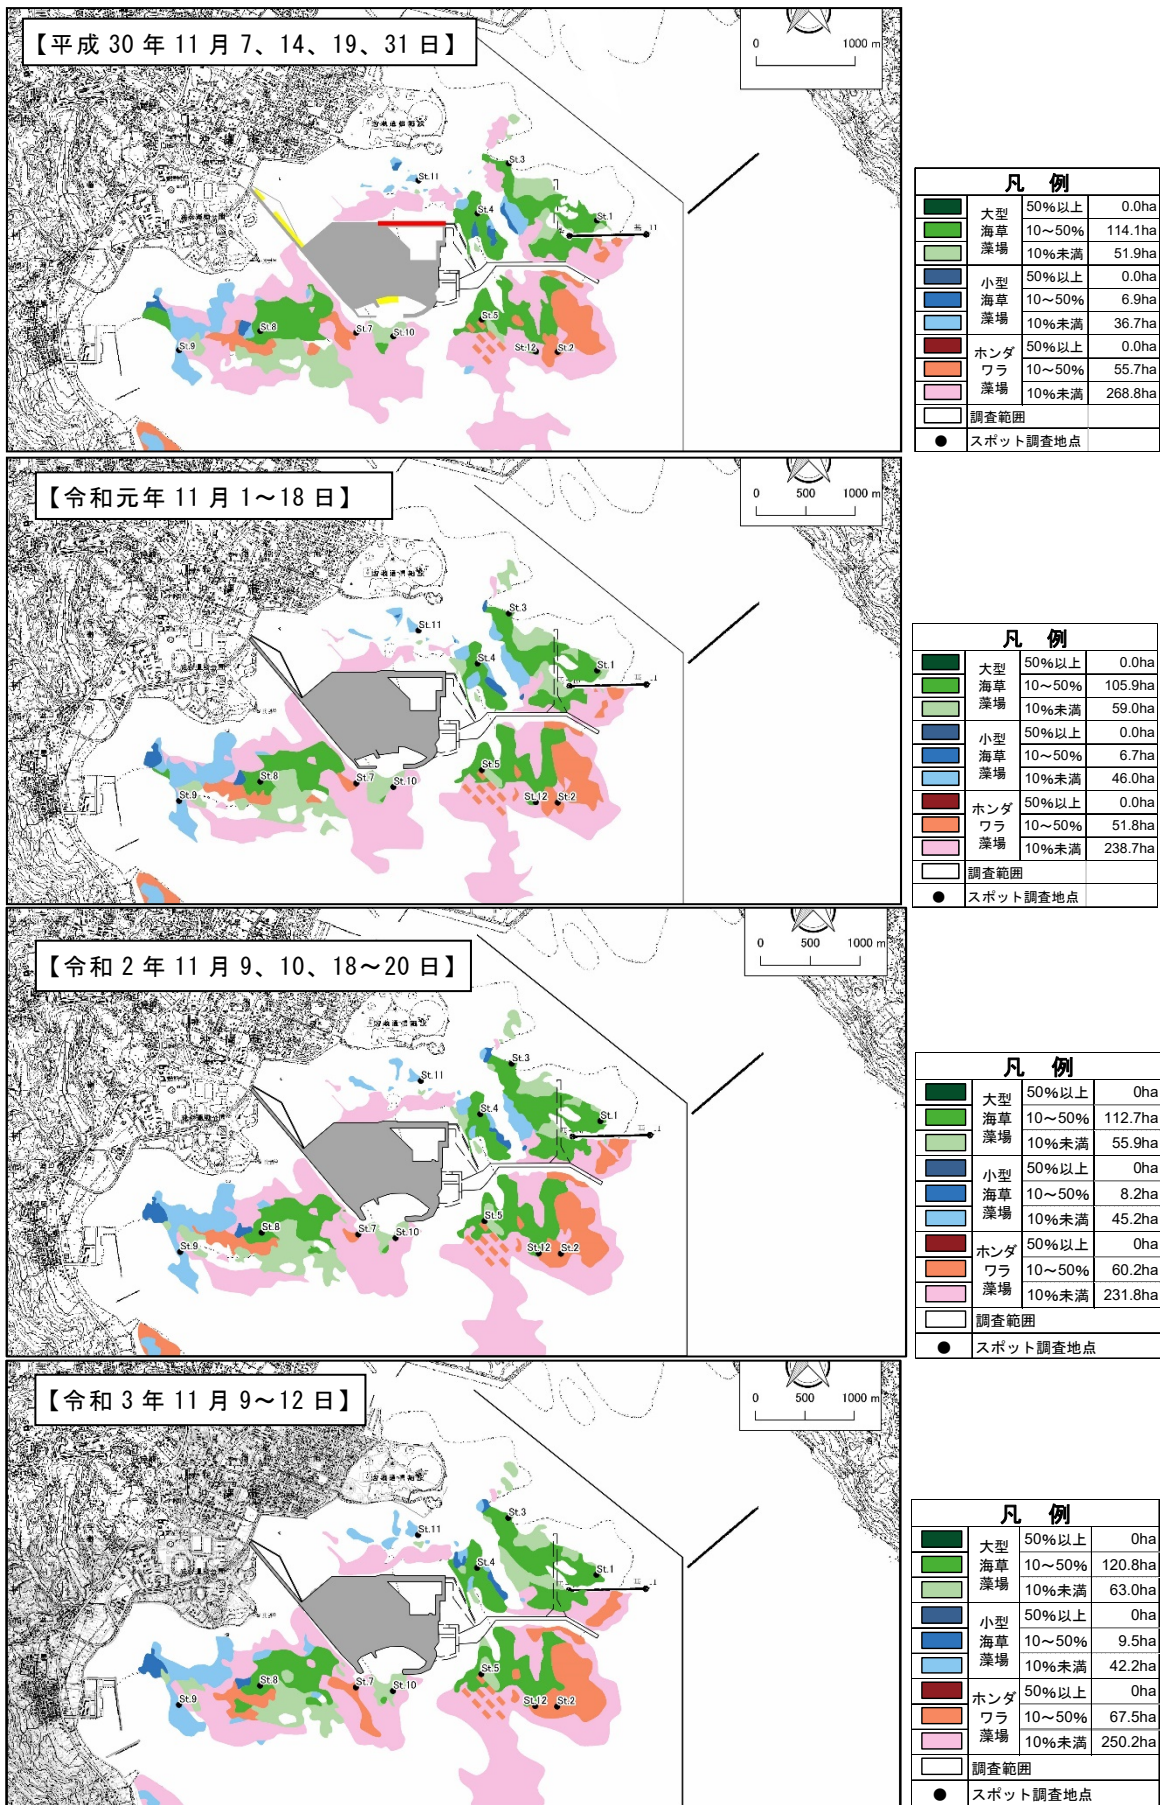 【平成30年11月7、14、19、31日】
0 1000 m
St.3
St.11
St.4
St.1
St.5
St.8
St.7
St.10
St.9
St.12
St.2
凡 例
大型海草藻場 50%以上 0.0ha
10～50% 114.1ha
10%未満 51.9ha
小型海草藻場 50%以上 0.0ha
10～50% 6.9ha
10%未満 36.7ha
ホンダワラ藻場 50%以上 0.0ha
10～50% 55.7ha
10%未満 268.8ha
調査範囲
スポット調査地点
【令和元年11月1～18日】
0 500 1000 m
St.3
St.11
St.4
St.1
St.5
St.8
St.7
St.10
St.9
St.12
St.2
凡 例
大型海草藻場 50%以上 0.0ha
10～50% 105.9ha
10%未満 59.0ha
小型海草藻場 50%以上 0.0ha
10～50% 6.7ha
10%未満 46.0ha
ホンダワラ藻場 50%以上 0.0ha
10～50% 51.8ha
10%未満 238.7ha
調査範囲
スポット調査地点
【令和2年11月9、10、18～20日】
0 500 1000 m
St.3
St.11
St.4
St.1
St.5
St.8
St.7
St.10
St.9
St.12
St.2
凡 例
大型海草藻場 50%以上 0ha
10～50% 112.7ha
10%未満 55.9ha
小型海草藻場 50%以上 0ha
10～50% 8.2ha
10%未満 45.2ha
ホンダワラ藻場 50%以上 0ha
10～50% 60.2ha
10%未満 231.8ha
調査範囲
スポット調査地点
【令和3年11月9～12日】
0 500 1000 m
St.3
St.11
St.4
St.1
St.5
St.8
St.7
St.10
St.9
St.12
St.2
凡 例
大型海草藻場 50%以上 0ha
10～50% 120.8ha
10%未満 63.0ha
小型海草藻場 50%以上 0ha
10～50% 9.5ha
10%未満 42.2ha
ホンダワラ藻場 50%以上 0ha
10～50% 67.5ha
10%未満 250.2ha
調査範囲
スポット調査地点